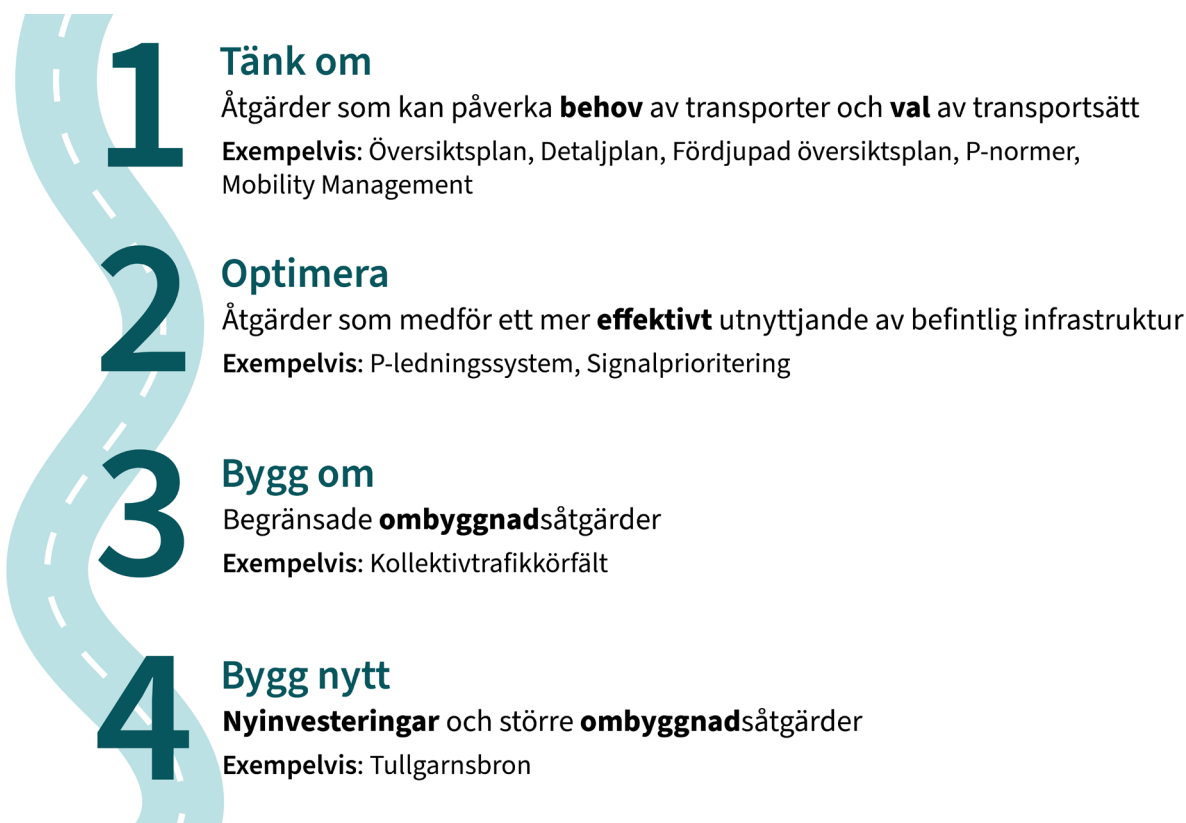 1
Tänk om
Åtgärder som kan påverka behov av transporter och val av transportsätt
Exempelvis: Översiktsplan, Detaljplan, Fördjupad översiktsplan, P-normer,
Mobility Management
2
Optimera
Åtgärder som medför ett mer effektivt utnyttjande av befintlig infrastruktur
Exempelvis: P-ledningssystem, Signalprioritering
3
Bygg om
Begränsade ombyggnadsåtgärder
Exempelvis: Kollektivtrafikkörfält
4
Bygg nytt
Nyinvesteringar och större ombyggnadsåtgärder
Exempelvis: Tullgarnsbron